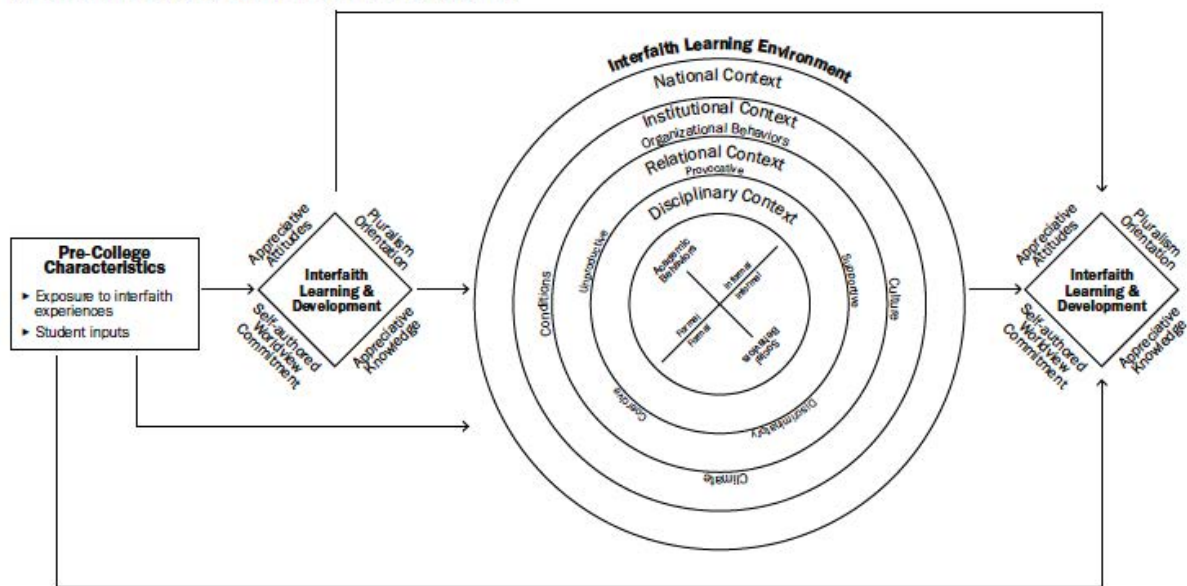 Pre-College
Characteristics
► Exposure to interfaith
experiences
► Student inputs
Appreciative
Attitudes
Pluralism
Orientation
Interfaith
Learning &
Development
Self-authored
Worldview
Commitment
Appreciative
Knowledge
Interfaith Learning Environment
National Context
Institutional Context
Organizational Behaviors
Relational Context
Provocative
Disciplinary Context
Conditions
Unproductive
Academic
Behaviors
Informal
Informal
Supportive
Culture
Formal
Formal
Social
Behaviors
Coercive
Discriminatory
Climate
Appreciative
Attitudes
Pluralism
Orientation
Interfaith
Learning &
Development
Self-authored
Worldview
Commitment
Appreciative
Knowledge